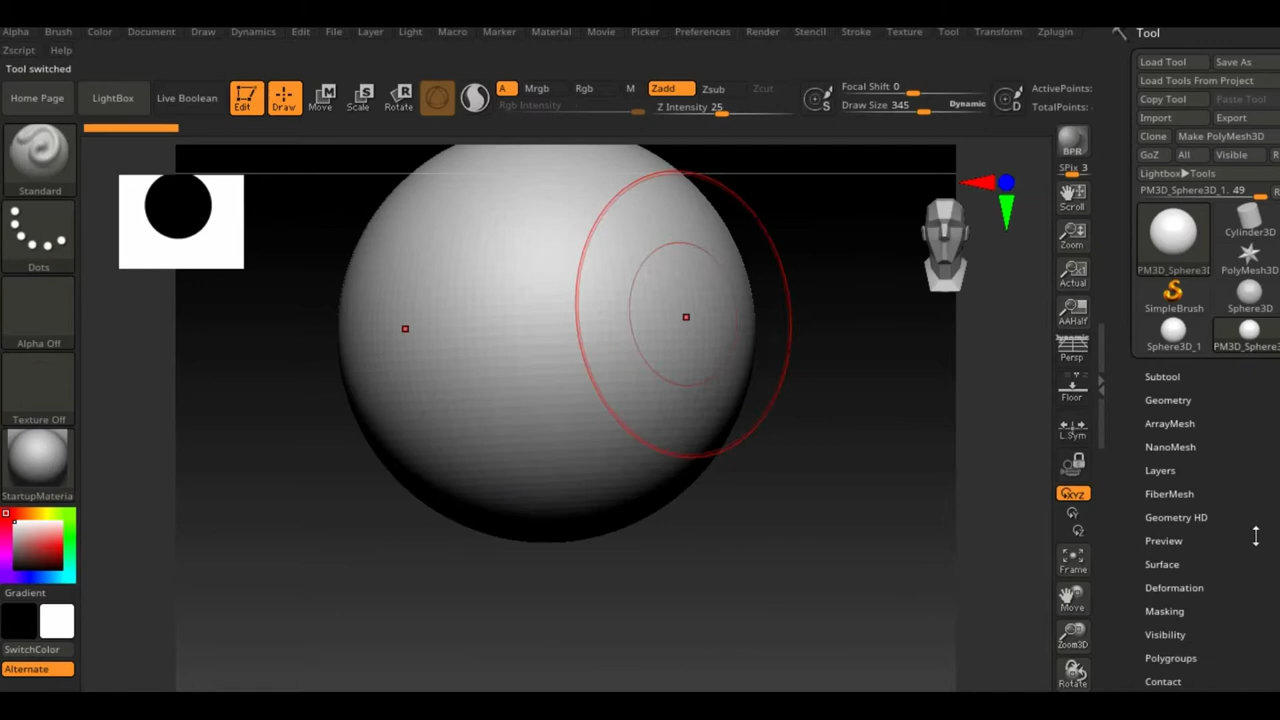 Alpha Brush Color Document Draw Dynamics Edit File Layer Light Macro Marker Material Movie Picker Preferences Render Stencil Stroke Texture Tool Transform Zplugin
Zscript Help
Tool switched
Home Page LightBox Live Boolean Edit Draw Move Scale Rotate
A Mrgb Rgb M Zadd Zsub Zcut
Rgb Intensity Z Intensity 25
S Focal Shift 0
Draw Size 345 Dynamic
D ActivePoints:
TotalPoints:
Standard
Dots
Alpha Off
Texture Off
StartupMateria
Gradient
SwitchColor
Alternate
BPR
SPix 3
Scroll
Zoom
Actual
AAHalf
Dynamic
Persp
Floor
L.Sym
XYZ
Y
Z
Frame
Move
Zoom3D
Rotate
Tool
Load Tool Save As
Load Tools From Project
Copy Tool Paste Tool
Import Export
Clone Make PolyMesh3D
GoZ All Visible R
Lightbox▶Tools
PM3D_Sphere3D_1. 49 R
PM3D_Sphere3D Cylinder3D
PolyMesh3D
SimpleBrush Sphere3D
Sphere3D_1 PM3D_Sphere3
Subtool
Geometry
ArrayMesh
NanoMesh
Layers
FiberMesh
Geometry HD
Preview
Surface
Deformation
Masking
Visibility
Polygroups
Contact